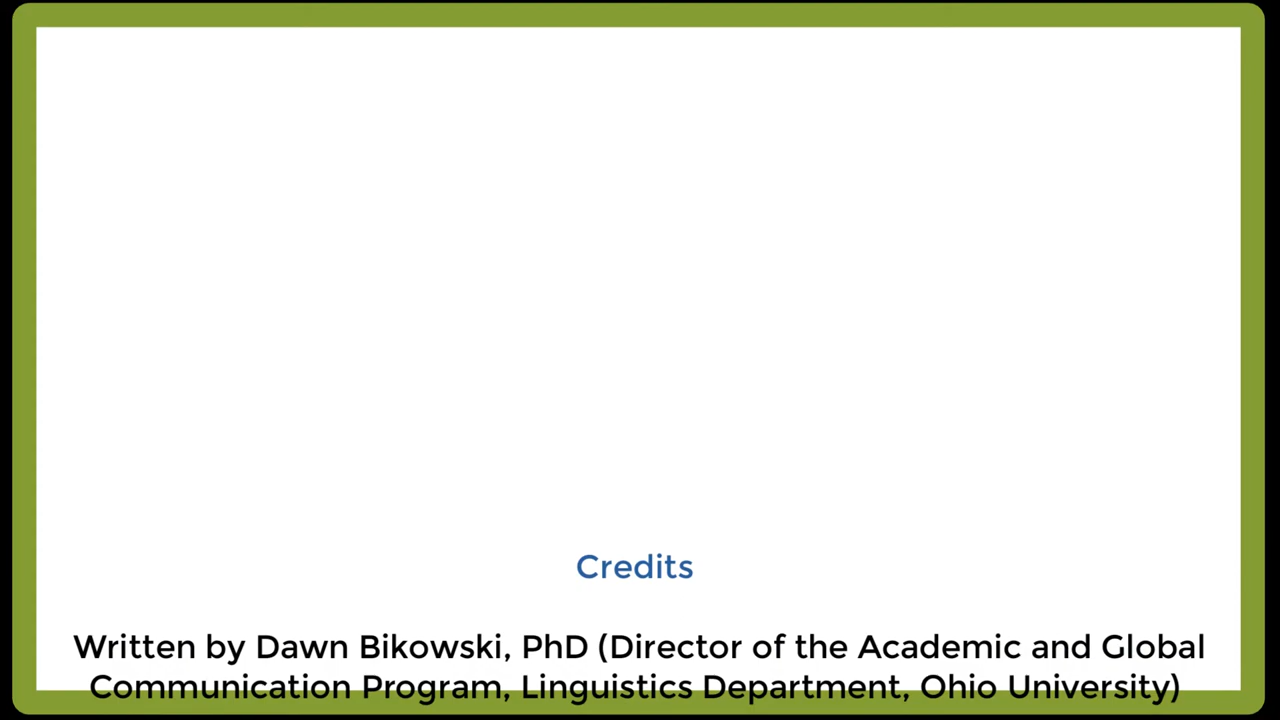 Credits
Written by Dawn Bikowski, PhD (Director of the Academic and Global
Communication Program, Linguistics Department, Ohio University)